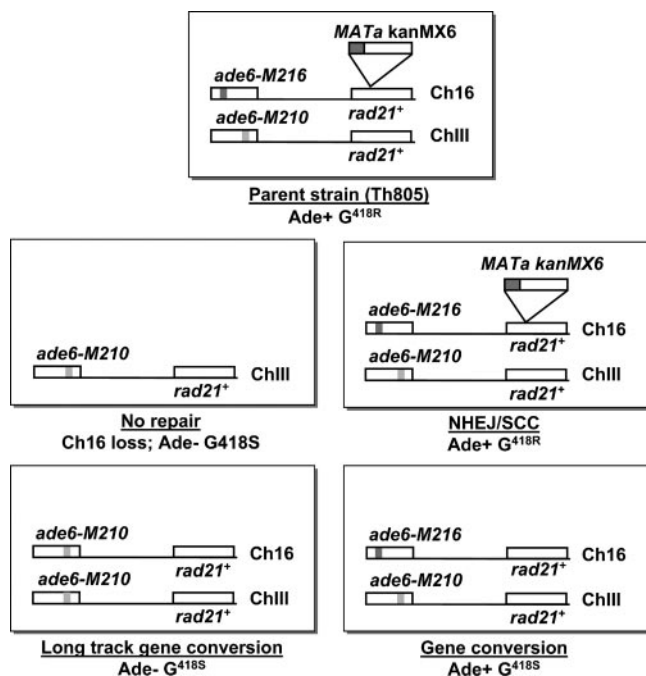 MATa kanMX6
ade6-M216
Ch16
rad21+
ade6-M210
ChIII
rad21+
Parent strain (Th805)
Ade+ G418R
ade6-M210
ChIII
rad21+
No repair
Ch16 loss; Ade- G418S
MATa kanMX6
ade6-M216
Ch16
rad21+
ade6-M210
ChIII
rad21+
NHEJ/SCC
Ade+ G418R
ade6-M210
Ch16
rad21+
ade6-M210
ChIII
rad21+
Long track gene conversion
Ade- G418S
ade6-M216
Ch16
rad21+
ade6-M210
ChIII
rad21+
Gene conversion
Ade+ G418S